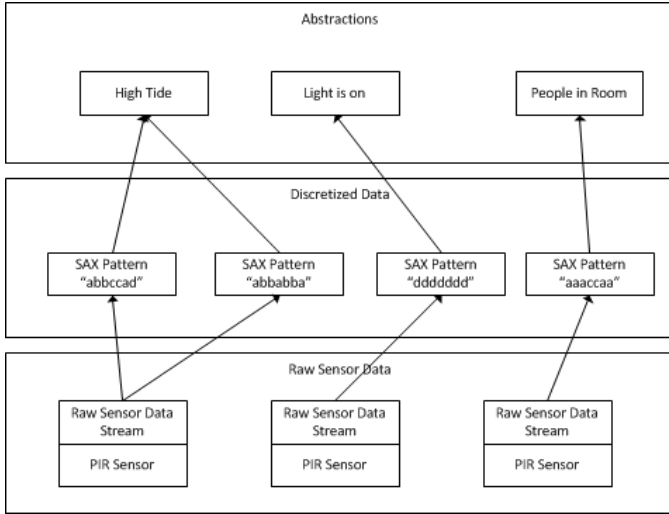 Abstractions
High Tide
Light is on
People in Room
Discretized Data
SAX Pattern
“abbccad”
SAX Pattern
“abbabba”
SAX Pattern
“ddddddd”
SAX Pattern
“aaaccaa”
Raw Sensor Data
Raw Sensor Data
Stream
PIR Sensor
Raw Sensor Data
Stream
PIR Sensor
Raw Sensor Data
Stream
PIR Sensor